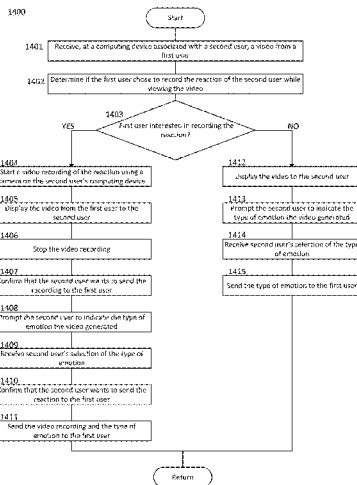 1400
Start
1401
Receive, at a computing device associated with a second user, a video from a
first user
1402
Determine if the first user chose to record the reaction of the second user while
viewing the video
1403
First user interested in recording the
reaction?
YES
NO
1404
Start a video recording of the reaction using a
camera on the second user's computing device
1405
Display the video from the first user to the
second user
1406
Stop the video recording
1407
Confirm that the second user wants to send the
recording to the first user
1408
Prompt the second user to indicate the type of
emotion the video generated
1409
Receive second user's selection of the type of
emotion
1410
Confirm that the second user wants to send the
reaction to the first user
1411
Send the video recording and the type of
emotion to the first user
1412
Display the video to the second user
1413
Prompt the second user to indicate the
type of emotion the video generated
1414
Receive second user's selection of the type
of emotion
1415
Send the type of emotion to the first user
Return